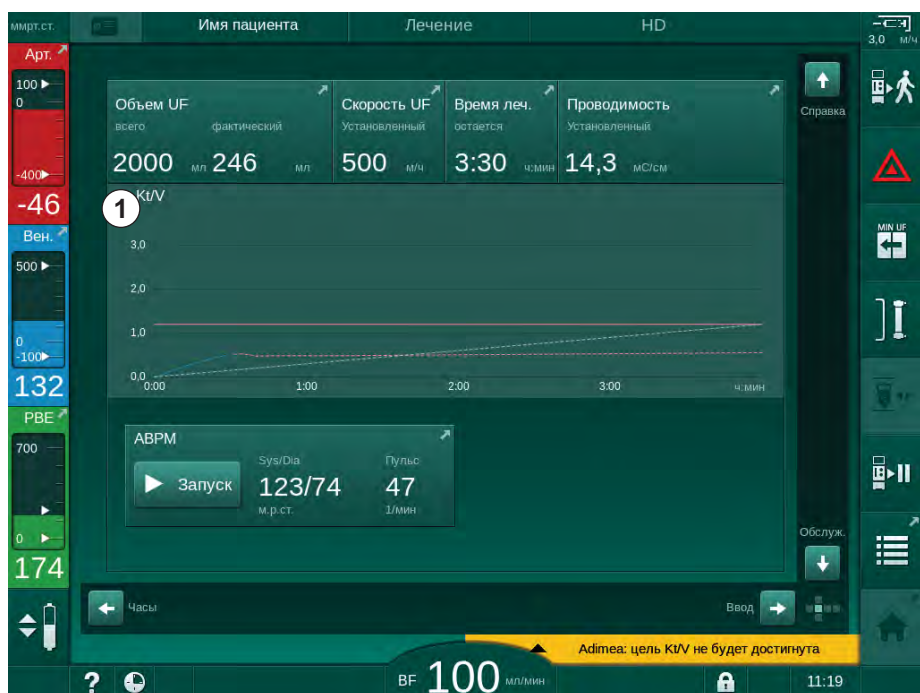 ммрт.ст.
Имя пациента
Лечение
HD
3,0 м/ч
Арт.
100
0
-400
-46
Вен.
500
0
-100
132
PBE
700
0
174
Объем UF
всего фактический
2000 мл 246 мл
Скорость UF
Установленный
500 м/ч
Время леч.
остается
3:30 ч:мин
Проводимость
Установленный
14,3 мС/см
1
Kt/V
3,0
2,0
1,0
0,0
0:00 1:00 2:00 3:00 ч:мин
ABPM
Запуск
Sys/Dia
123/74
м.р.ст.
Пульс
47
1/мин
Справка
Обслуж.
MIN UF
Часы
Ввод
Adimea: цель Kt/V не будет достигнута
? BF 100 мл/мин 11:19